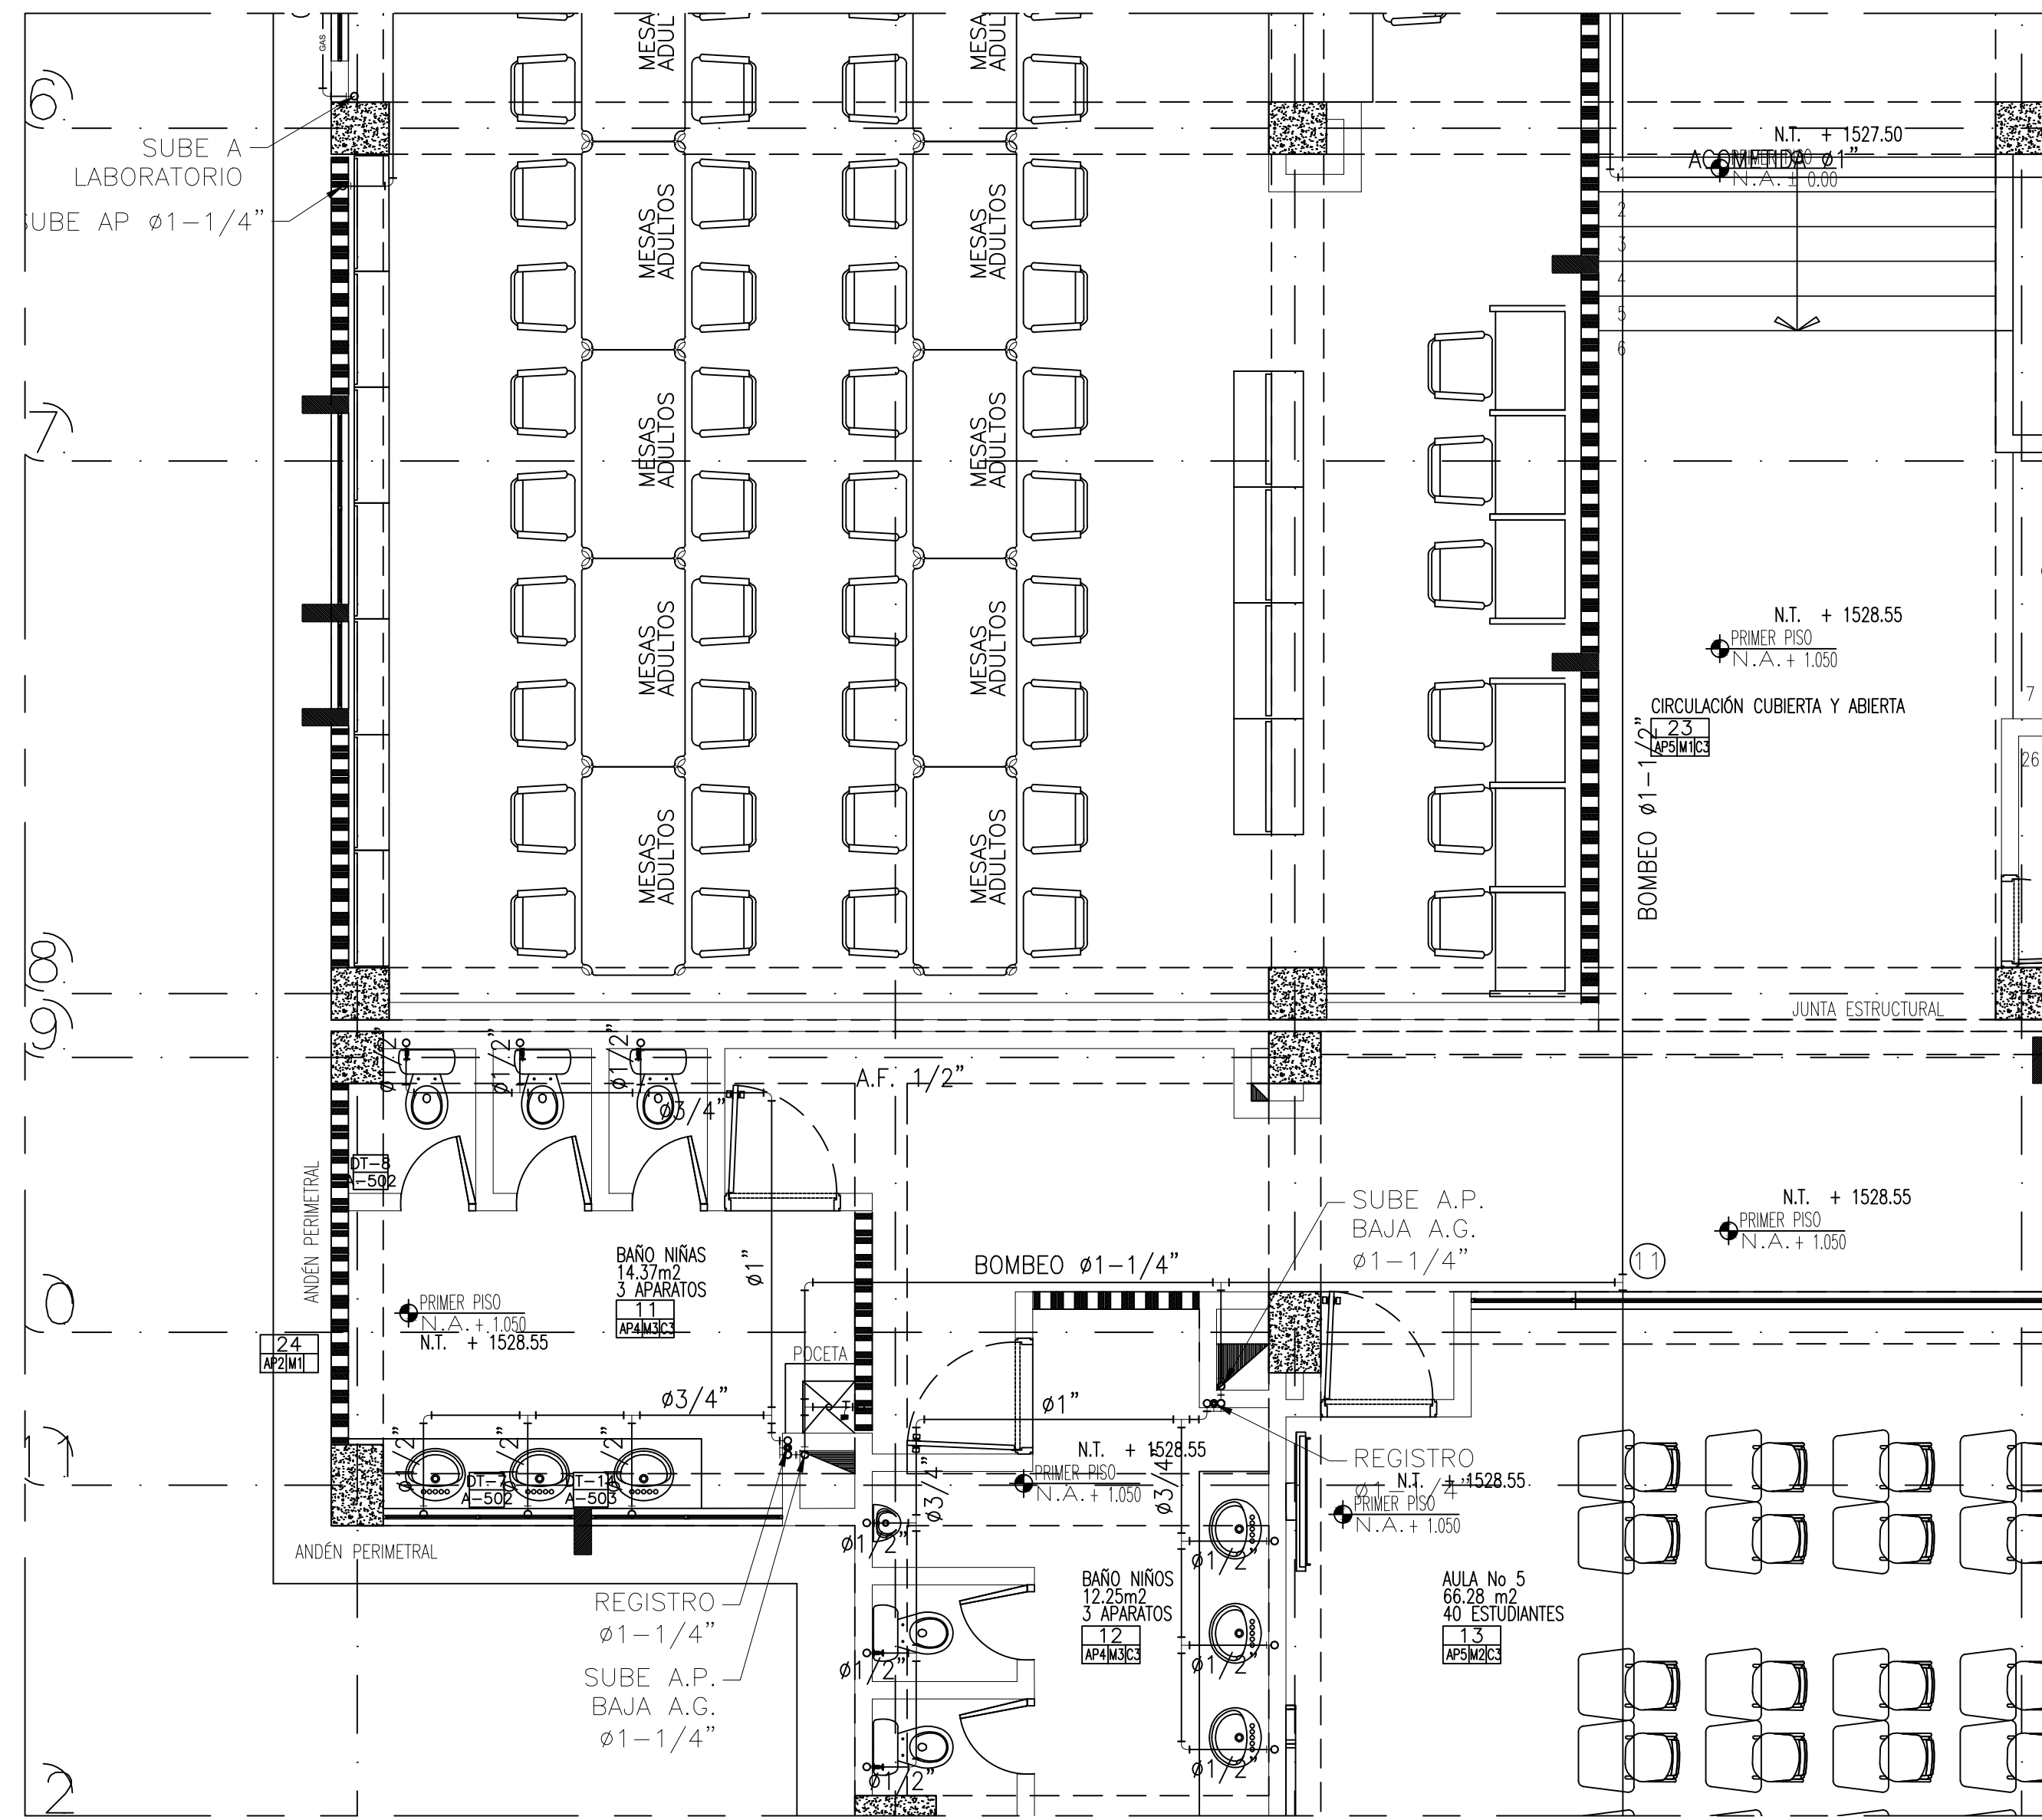 GAS
6
SUBE A
LABORATORIO
SUBE AP ø1-1/4"
MESAS
ADULTOS
MESAS
ADULTOS
MESAS
ADULTOS
MESAS
ADULTOS
MESAS
ADULTOS
MESAS
ADULTOS
MESAS
ADULTOS
MESAS
ADULTOS
N.T. + 1527.50
ACOMETIDA ø1"
PRIMER PISO
N.A. ± 0.00
1
2
3
4
5
6
7
N.T. + 1528.55
PRIMER PISO
N.A. + 1.050
CIRCULACIÓN CUBIERTA Y ABIERTA
23
AP5 M1 C3
BOMBEO ø1-1/2"
7
26
8
9
JUNTA ESTRUCTURAL
ø1/2"
ø1/2"
ø1/2"
ø3/4"
A.F. 1/2"
DT-8
A-502
ANDÉN PERIMETRAL
BAÑO NIÑAS
14.37m2
3 APARATOS
11
AP4 M3 C3
ø1"
PRIMER PISO
N.A. + 1.050
N.T. + 1528.55
24
AP2 M1
POCETA
ø3/4"
BOMBEO ø1-1/4"
SUBE A.P.
BAJA A.G.
ø1-1/4"
N.T. + 1528.55
PRIMER PISO
N.A. + 1.050
11
0
11
ø1/2"
ø1/2"
ø1/2"
DT-7
A-502
DT-14
A-503
ANDÉN PERIMETRAL
ø1"
N.T. + 1528.55
PRIMER PISO
N.A. + 1.050
ø3/4"
ø3/4"
REGISTRO
ø1-1/4"
N.T. + 1528.55
PRIMER PISO
N.A. + 1.050
ø1/2"
ø1/2"
REGISTRO
ø1-1/4"
SUBE A.P.
BAJA A.G.
ø1-1/4"
BAÑO NIÑOS
12.25m2
3 APARATOS
12
AP4 M3 C3
AULA No 5
66.28 m2
40 ESTUDIANTES
13
AP5 M2 C3
ø1/2"
ø1/2"
ø1/2"
ø1/2"
2